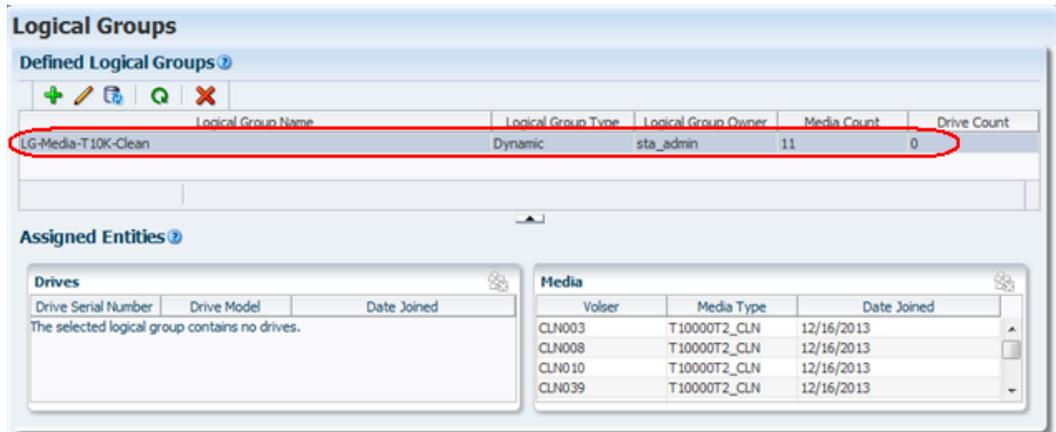 Logical Groups
Defined Logical Groups
Logical Group Name Logical Group Type Logical Group Owner Media Count Drive Count
LG-Media-T10K-Clean Dynamic sta_admin 11 0
Assigned Entities
Drives
Drive Serial Number Drive Model Date Joined
The selected logical group contains no drives.
Media
Volser Media Type Date Joined
CLN003 T10000T2_CLN 12/16/2013
CLN008 T10000T2_CLN 12/16/2013
CLN010 T10000T2_CLN 12/16/2013
CLN039 T10000T2_CLN 12/16/2013